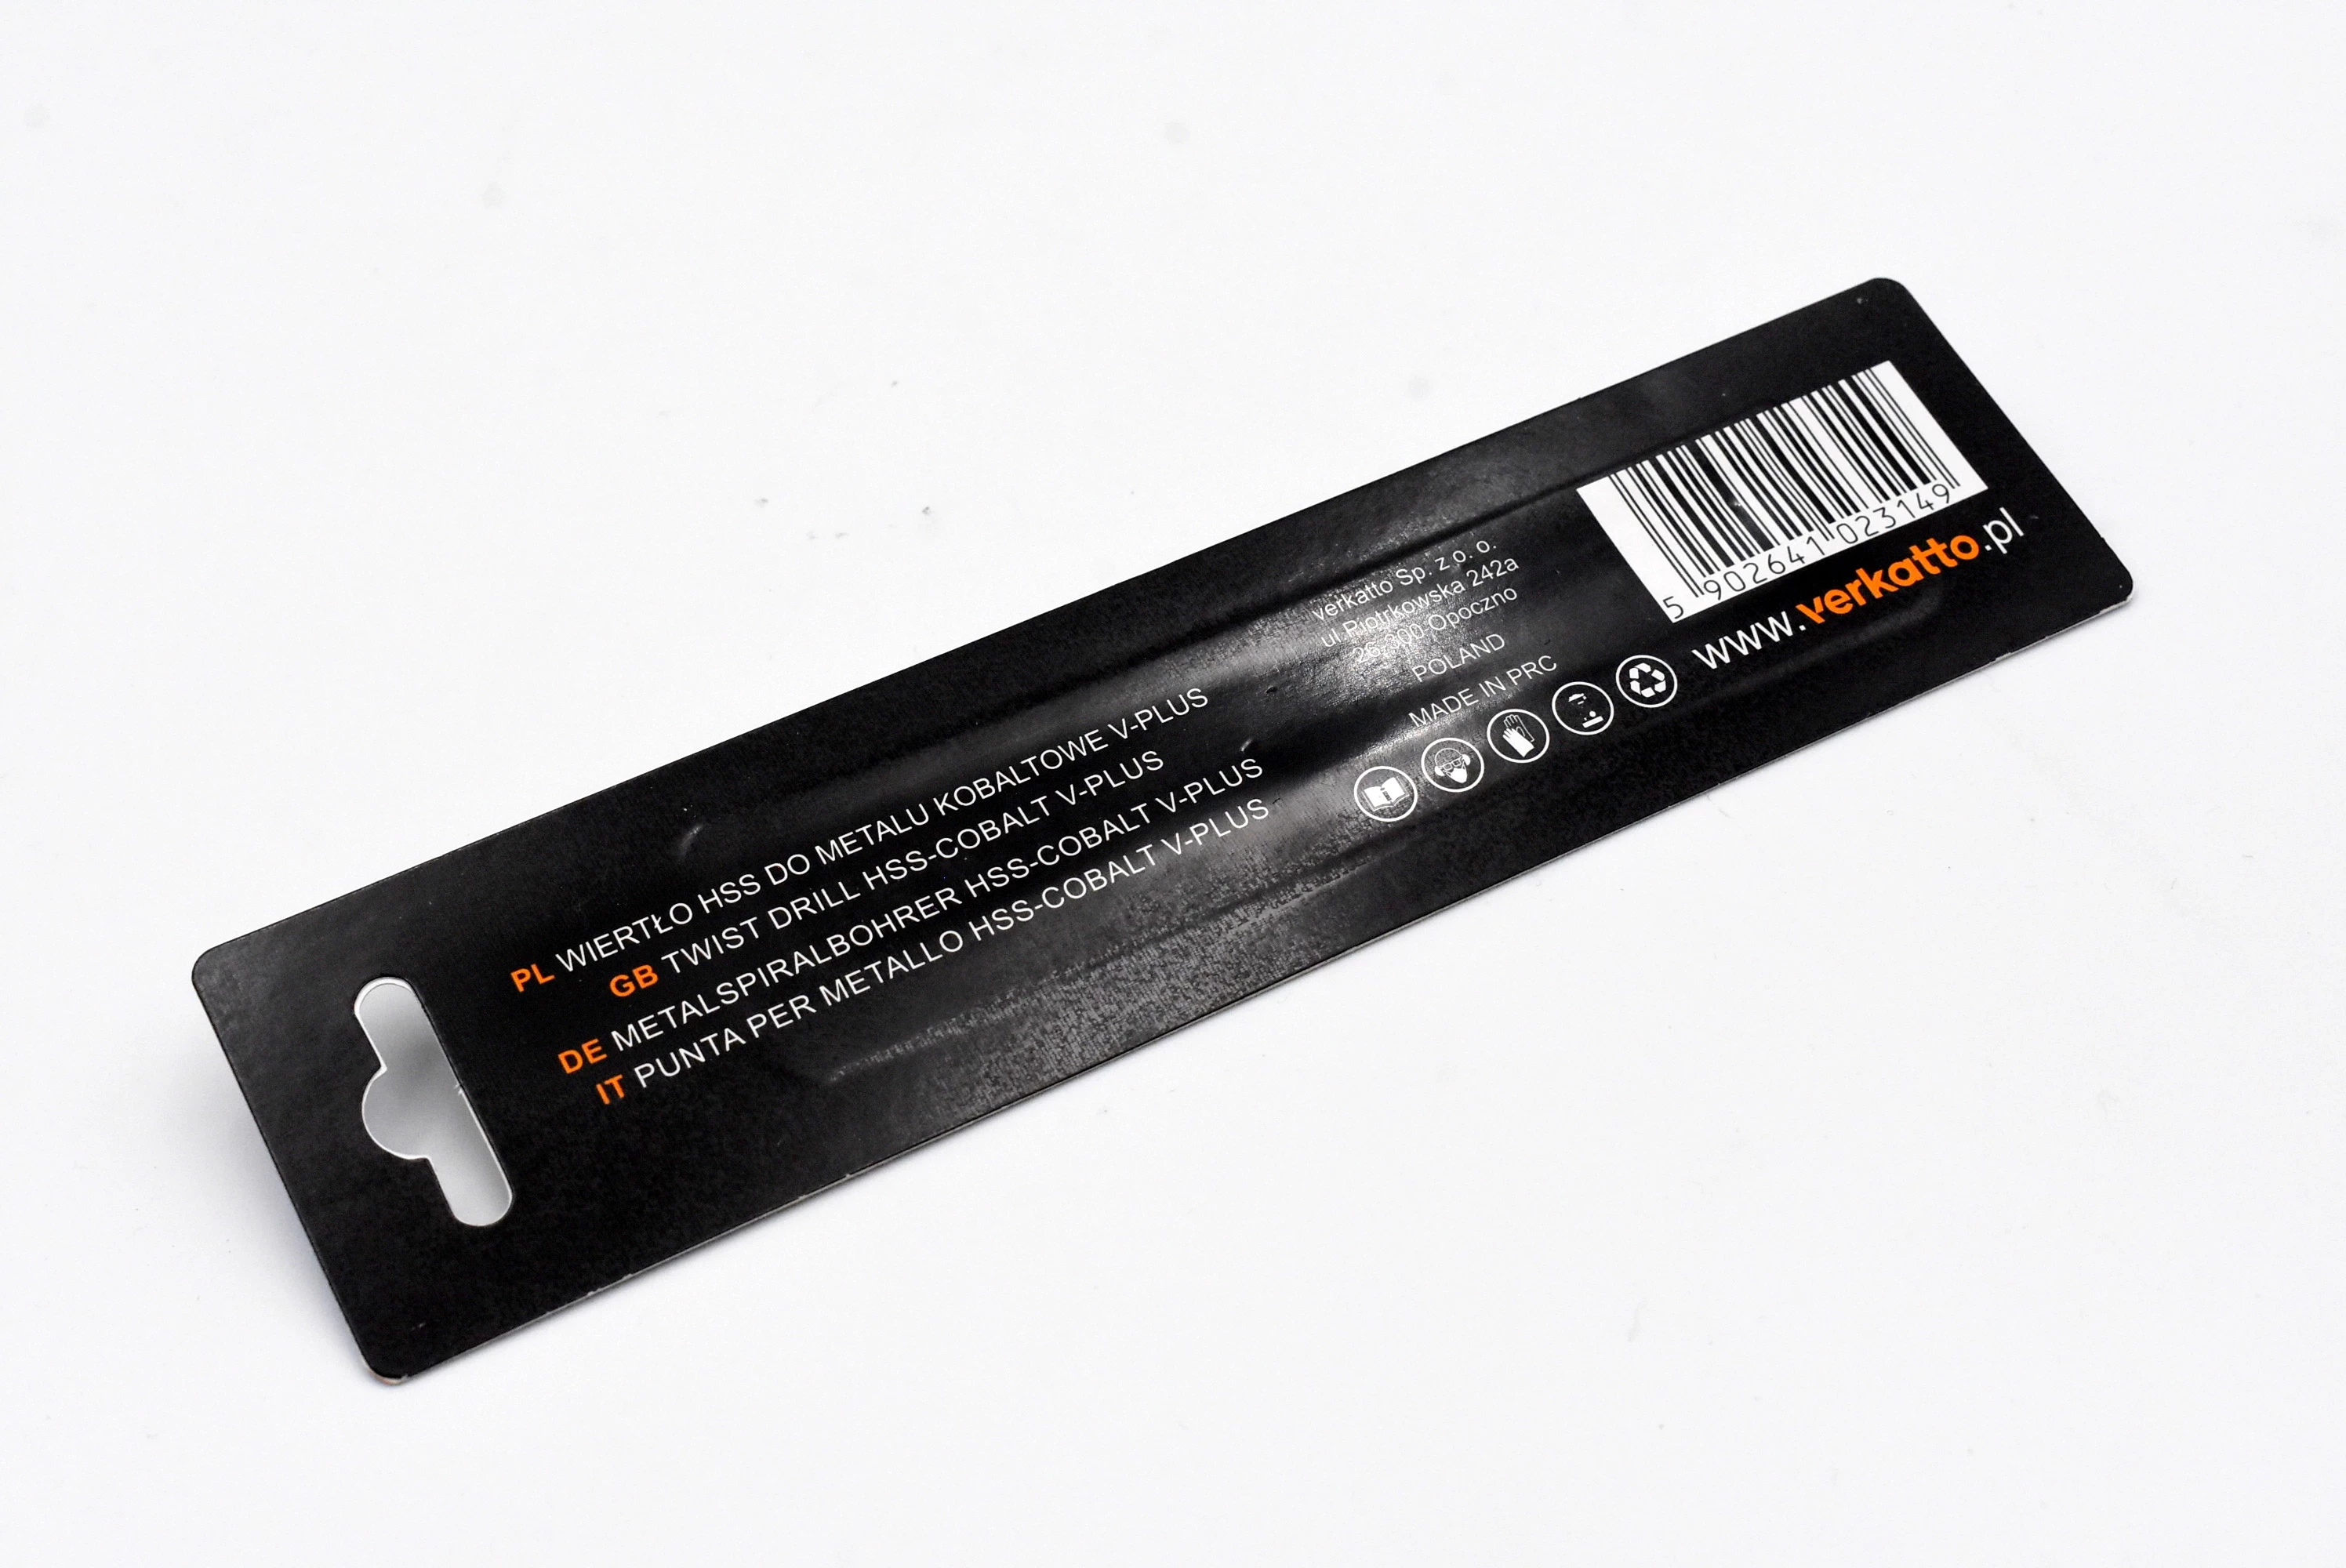 PL WIERTŁO HSS DO METALU KOBALTOWE V-PLUS
GB TWIST DRILL HSS-COBALT V-PLUS
DE METALSPIRALBOHRER HSS-COBALT V-PLUS
IT PUNTA PER METALLO HSS-COBALT V-PLUS
verkatto Sp. z o. o.
ul.Piotrkowska 242a
26-300 Opoczno
POLAND
MADE IN PRC
5 902641 023149
www.verkatto.pl